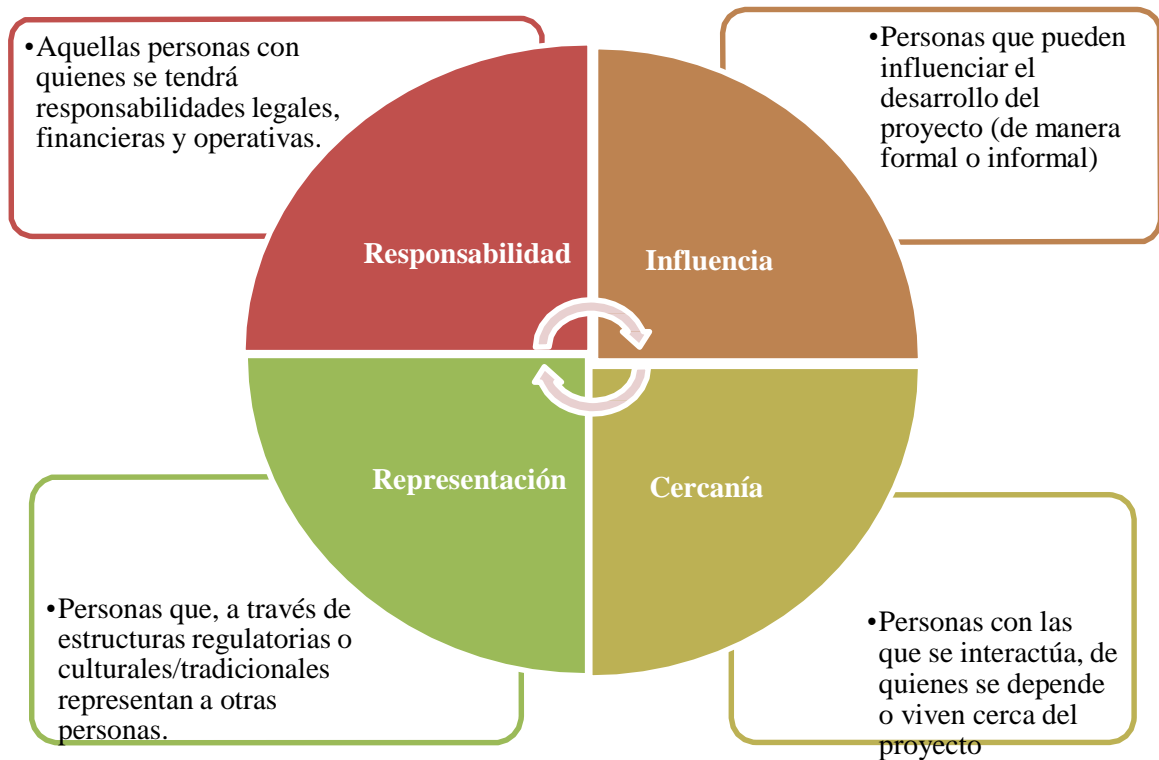 •Aquellas personas con
quienes se tendrá
responsabilidades legales,
financieras y operativas.
•Personas que pueden
influenciar el
desarrollo del
proyecto (de manera
formal o informal)
Responsabilidad
Influencia
Representación
Cercanía
•Personas que, a través de
estructuras regulatorias o
culturales/tradicionales
representan a otras
personas.
•Personas con las
que se interactúa, de
quienes se depende
o viven cerca del
proyecto